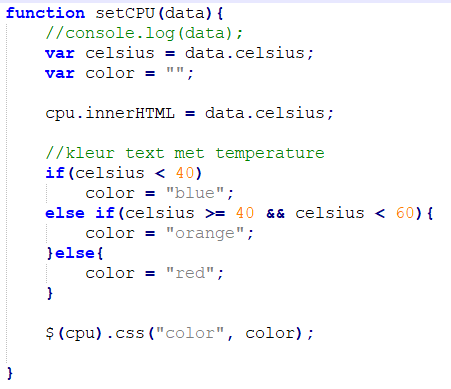 function setCPU(data){
    //console.log(data);
    var celsius = data.celsius;
    var color = "";

    cpu.innerHTML = data.celsius;

    //kleur text met temperature
    if(celsius < 40)
        color = "blue";
    else if(celsius >= 40 && celsius < 60){
        color = "orange";
    }else{
        color = "red";
    }

    $(cpu).css("color", color);

}